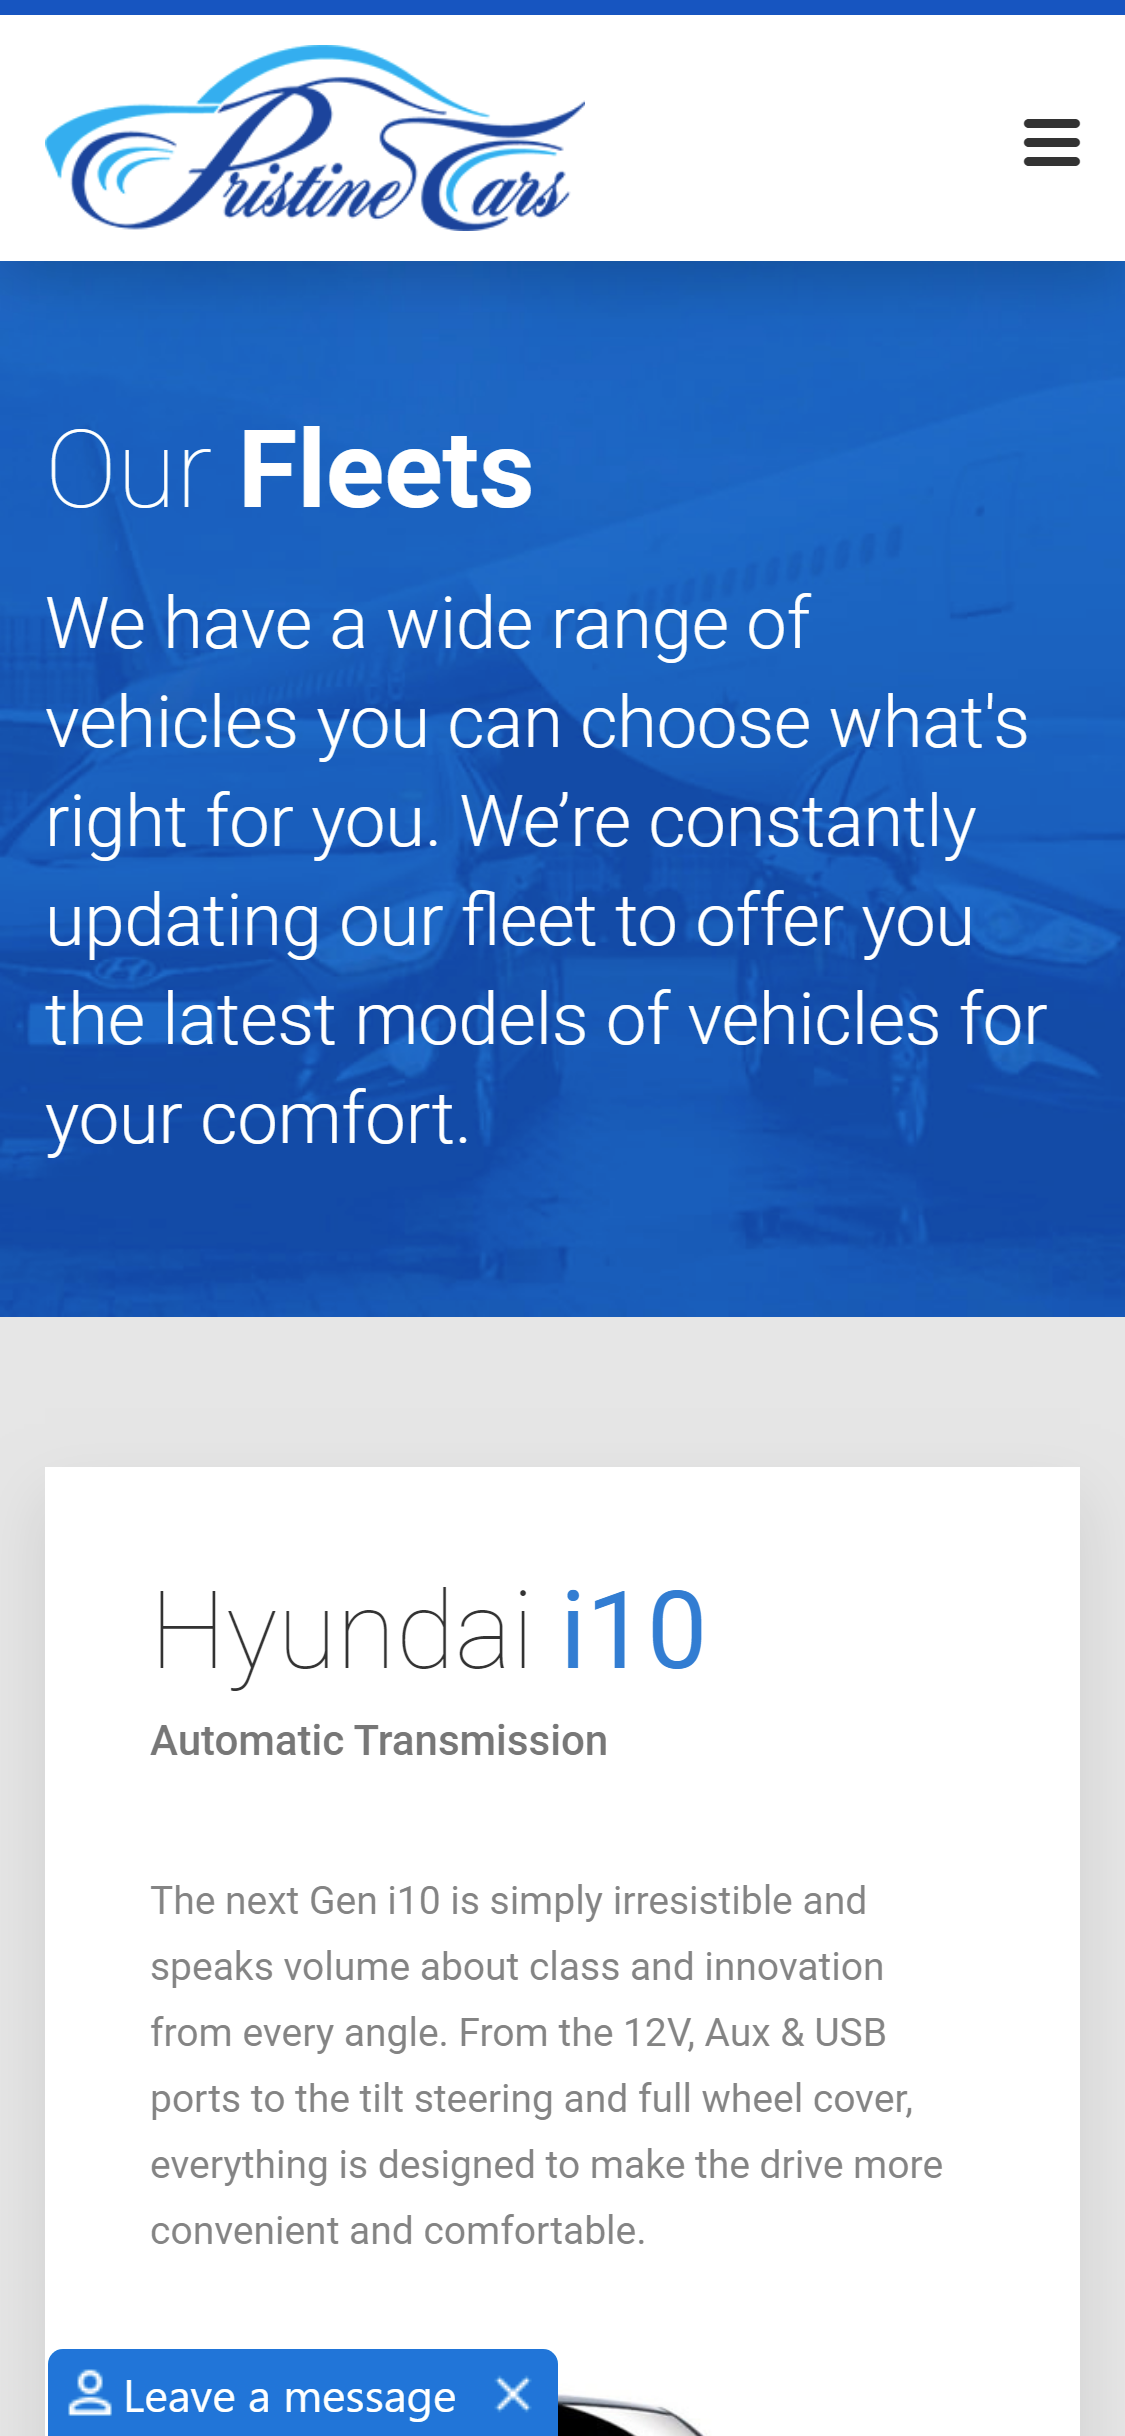 Pristine Cars
Our Fleets
We have a wide range of
vehicles you can choose what's
right for you. We’re constantly
updating our fleet to offer you
the latest models of vehicles for
your comfort.
Hyundai i10
Automatic Transmission
The next Gen i10 is simply irresistible and
speaks volume about class and innovation
from every angle. From the 12V, Aux & USB
ports to the tilt steering and full wheel cover,
everything is designed to make the drive more
convenient and comfortable.
Leave a message